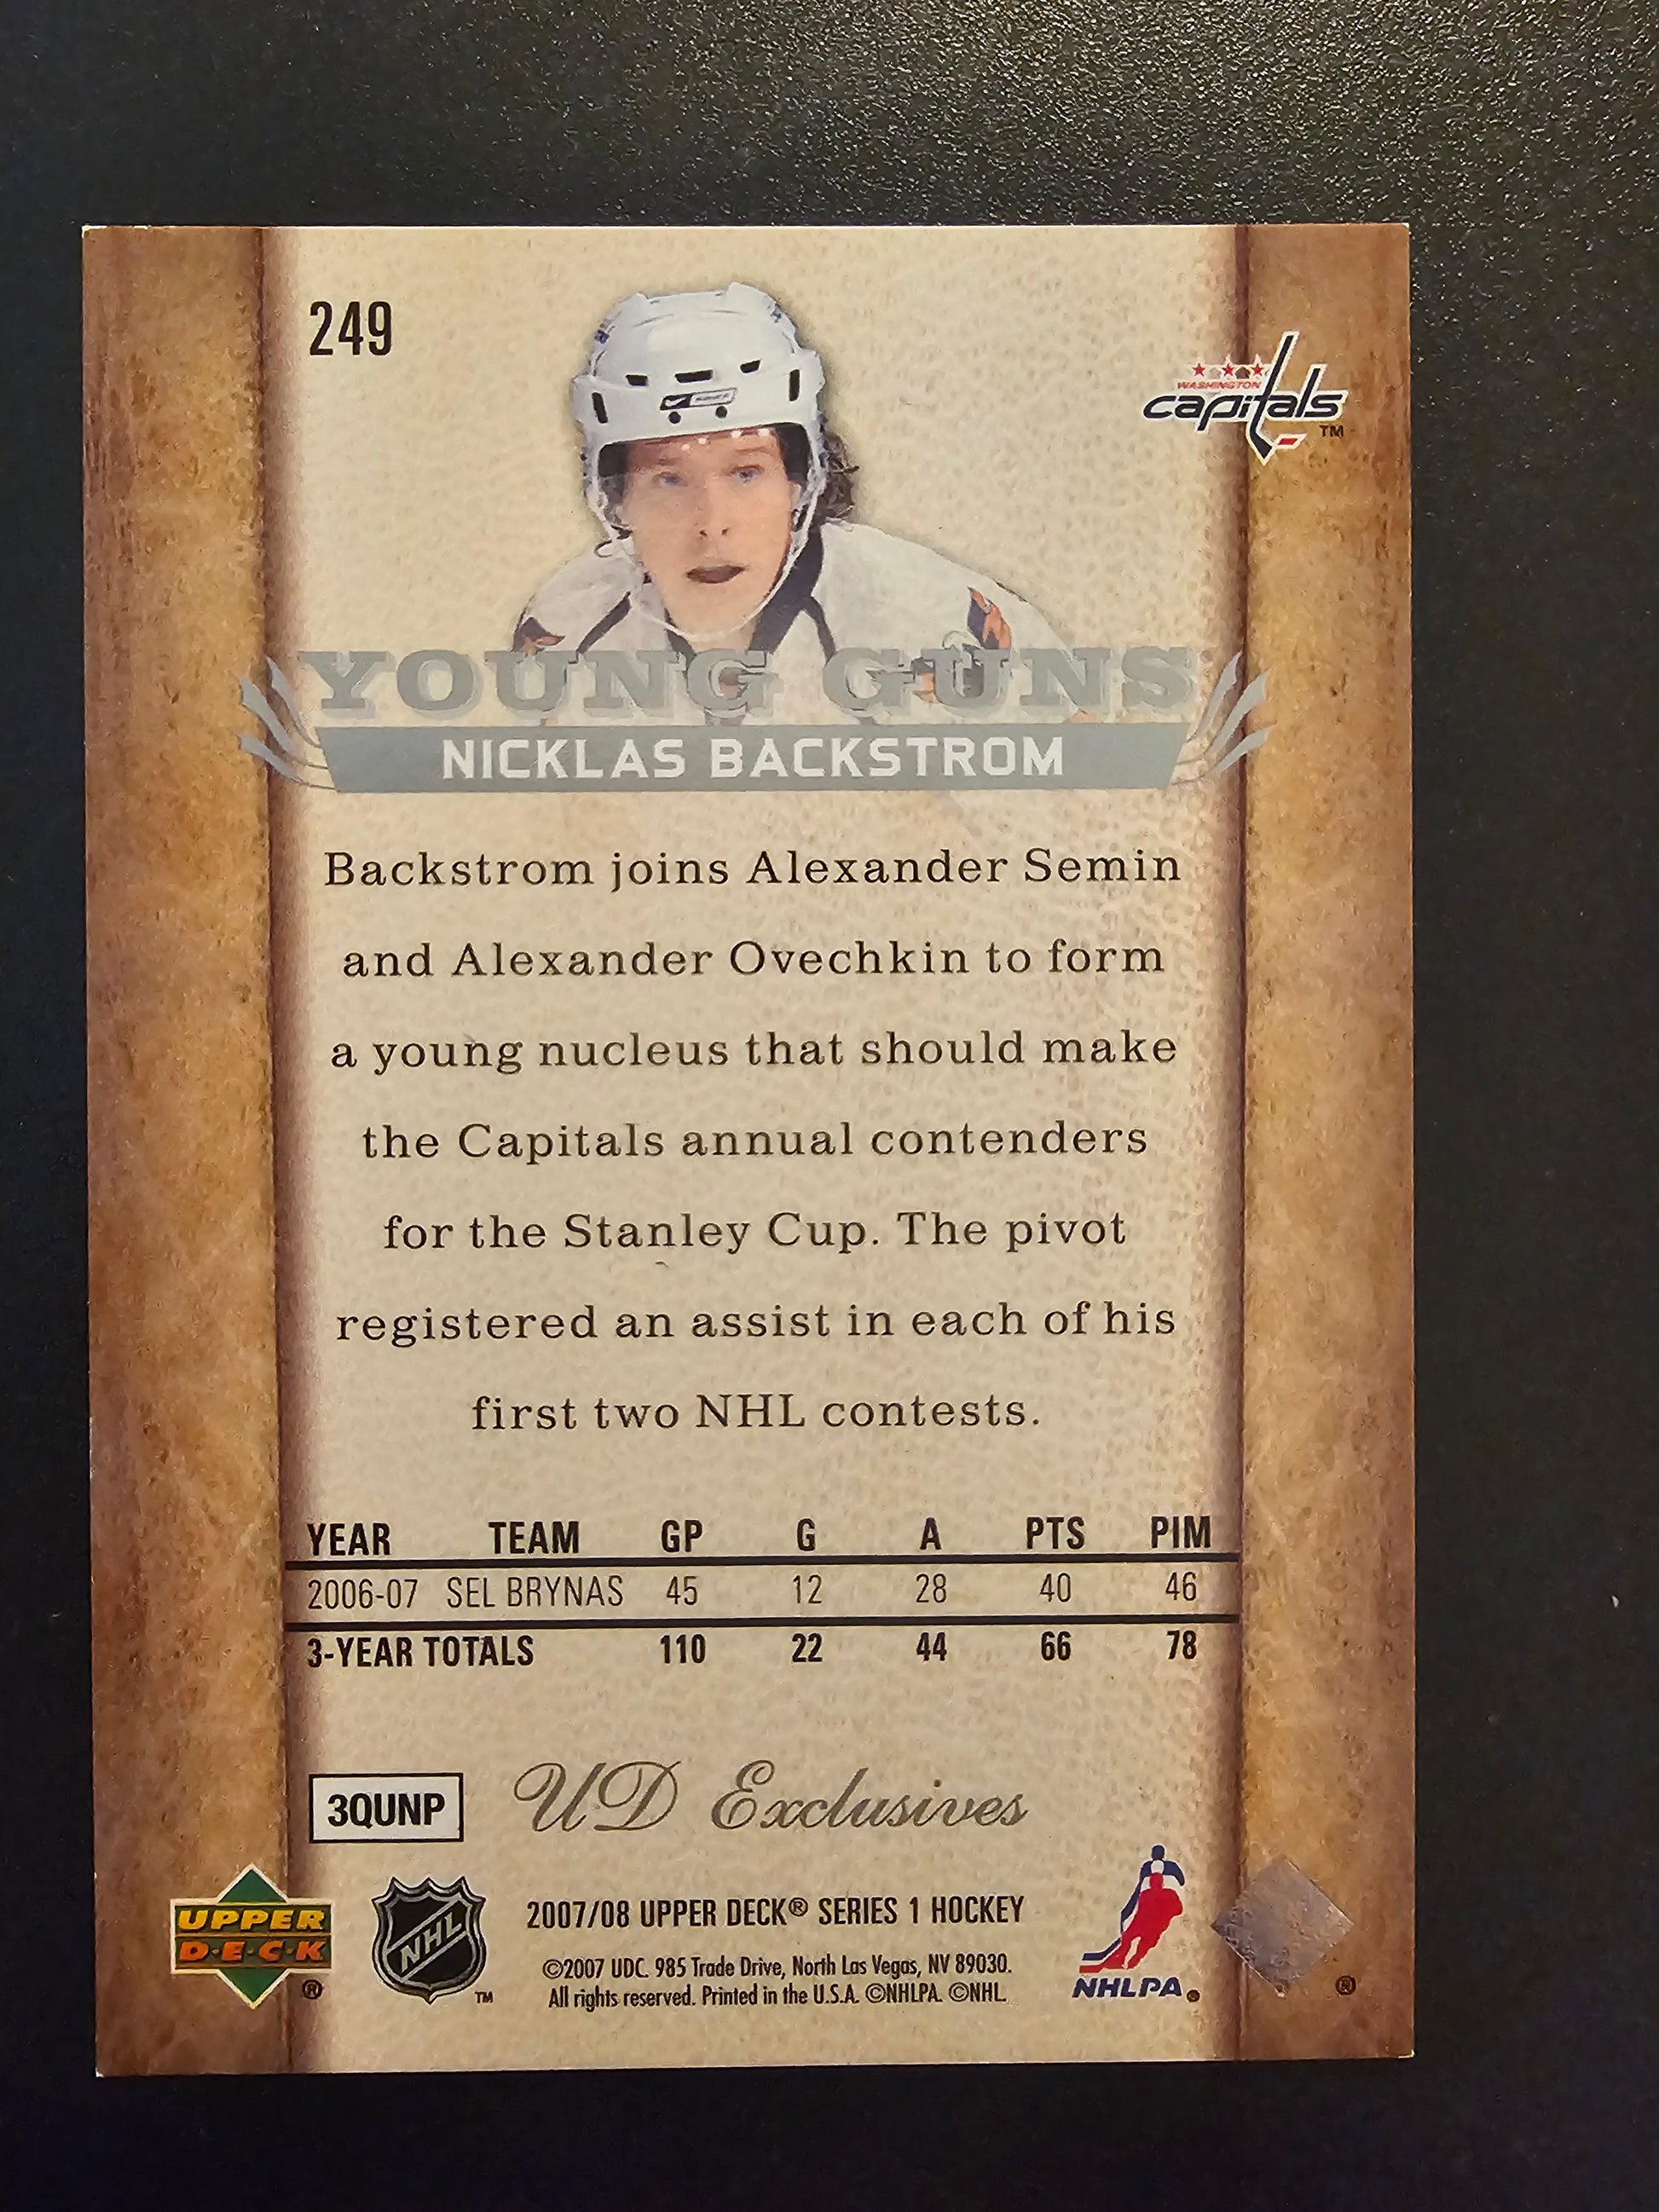 249
WASHINGTON
capitals
TM
YOUNG GUNS
NICKLAS BACKSTROM
Backstrom joins Alexander Semin
and Alexander Ovechkin to form
a young nucleus that should make
the Capitals annual contenders
for the Stanley Cup. The pivot
registered an assist in each of his
first two NHL contests.
YEAR TEAM GP G A PTS PIM
2006-07 SEL BRYNAS 45 12 28 40 46
3-YEAR TOTALS 110 22 44 66 78
3QUNP
UD Exclusives
UPPER
D·E·C·K
®
NHL
TM
2007/08 UPPER DECK® SERIES 1 HOCKEY
©2007 UDC. 985 Trade Drive, North Las Vegas, NV 89030.
All rights reserved. Printed in the U.S.A. ©NHLPA. ©NHL.
NHLPA®
®